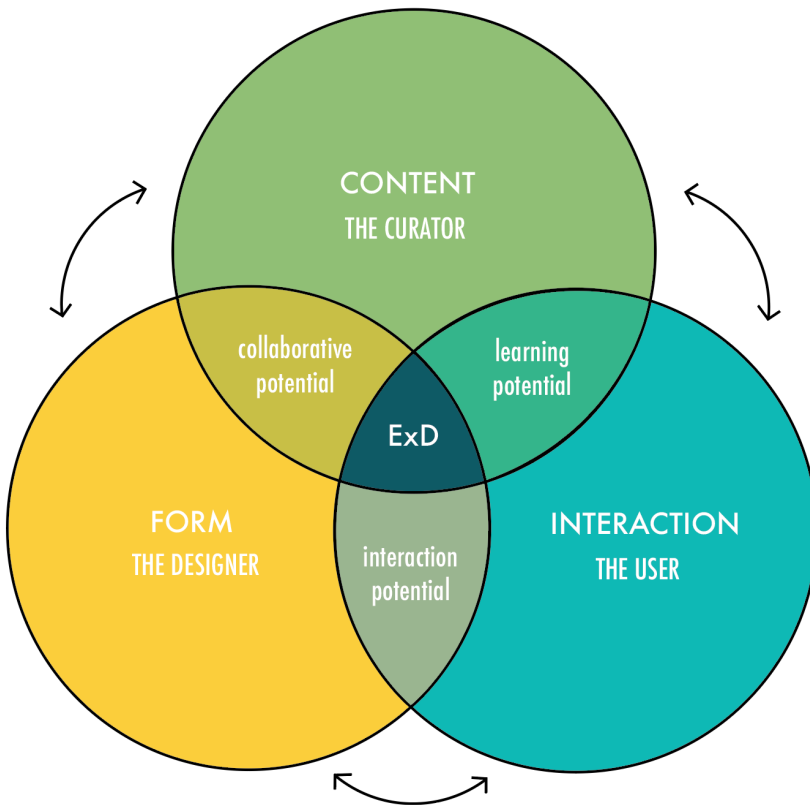 CONTENT
THE CURATOR
collaborative
potential
learning
potential
ExD
FORM
THE DESIGNER
interaction
potential
INTERACTION
THE USER